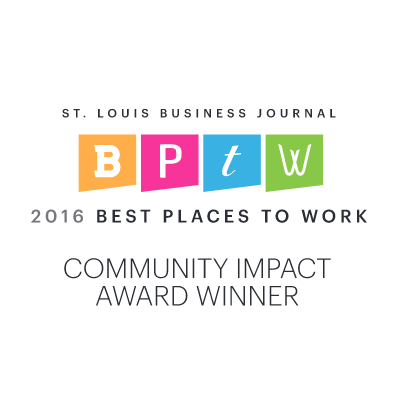 ST. LOUIS BUSINESS JOURNAL
BPtW
2016 BEST PLACES TO WORK
COMMUNITY IMPACT
AWARD WINNER